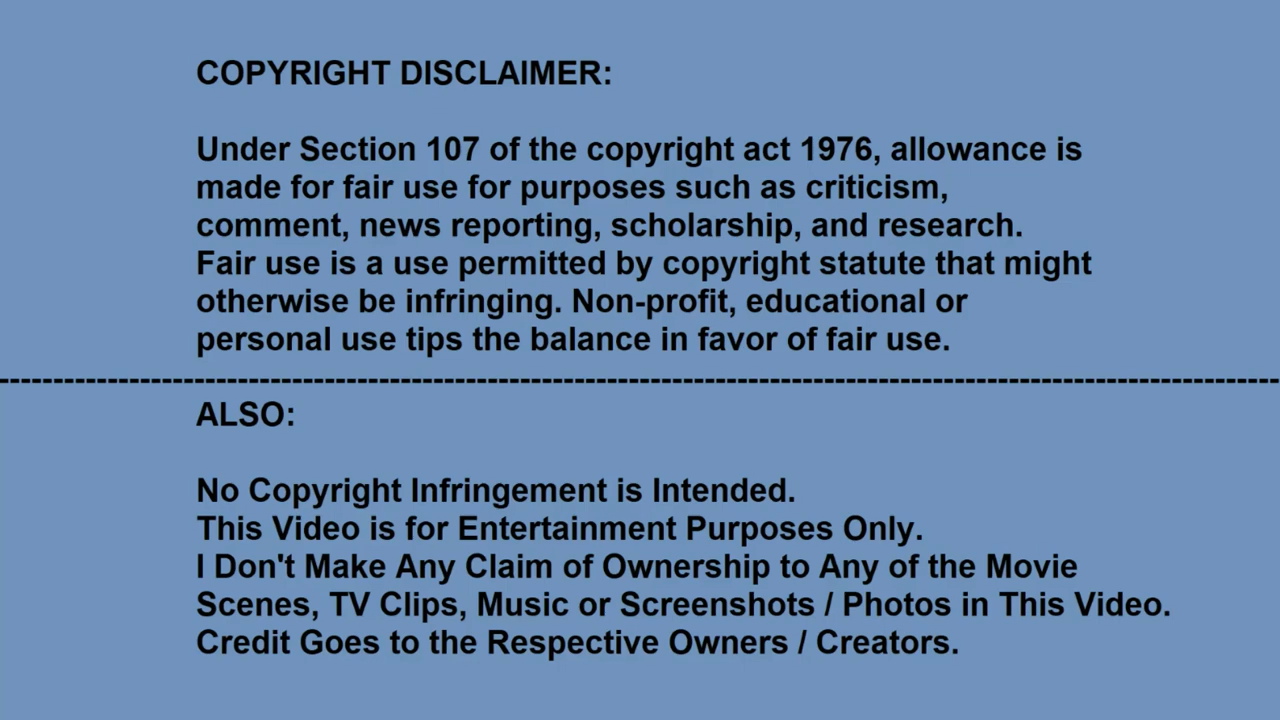 COPYRIGHT DISCLAIMER:
Under Section 107 of the copyright act 1976, allowance is
made for fair use for purposes such as criticism,
comment, news reporting, scholarship, and research.
Fair use is a use permitted by copyright statute that might
otherwise be infringing. Non-profit, educational or
personal use tips the balance in favor of fair use.
ALSO:
No Copyright Infringement is Intended.
This Video is for Entertainment Purposes Only.
I Don't Make Any Claim of Ownership to Any of the Movie
Scenes, TV Clips, Music or Screenshots / Photos in This Video.
Credit Goes to the Respective Owners / Creators.